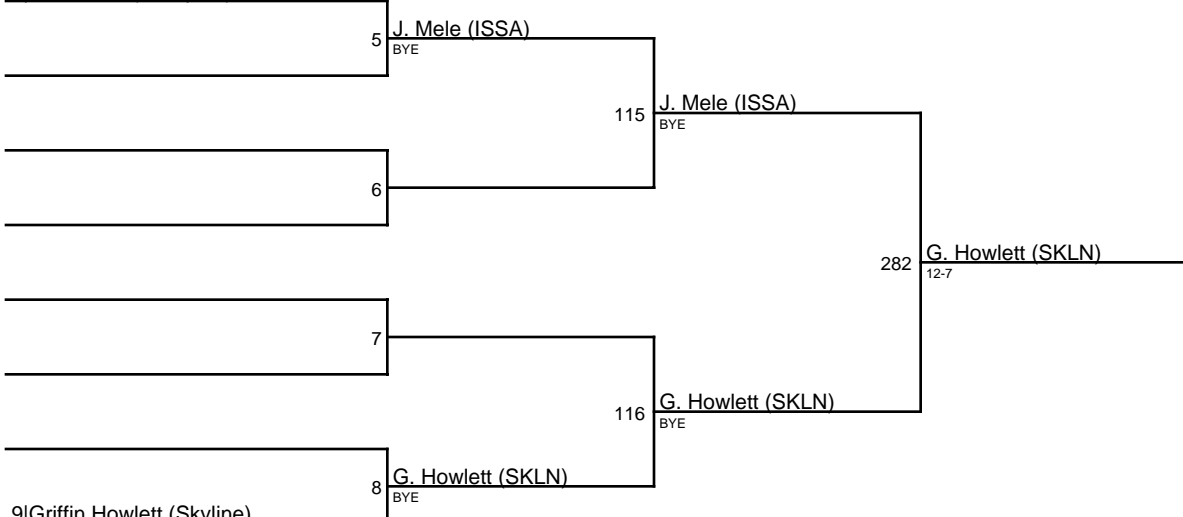 5
J. Mele (ISSA)
BYE
115
J. Mele (ISSA)
BYE
6
282
G. Howlett (SKLN)
12-7
7
116
G. Howlett (SKLN)
BYE
8
G. Howlett (SKLN)
BYE
9|Griffin Howlett (Skyline)